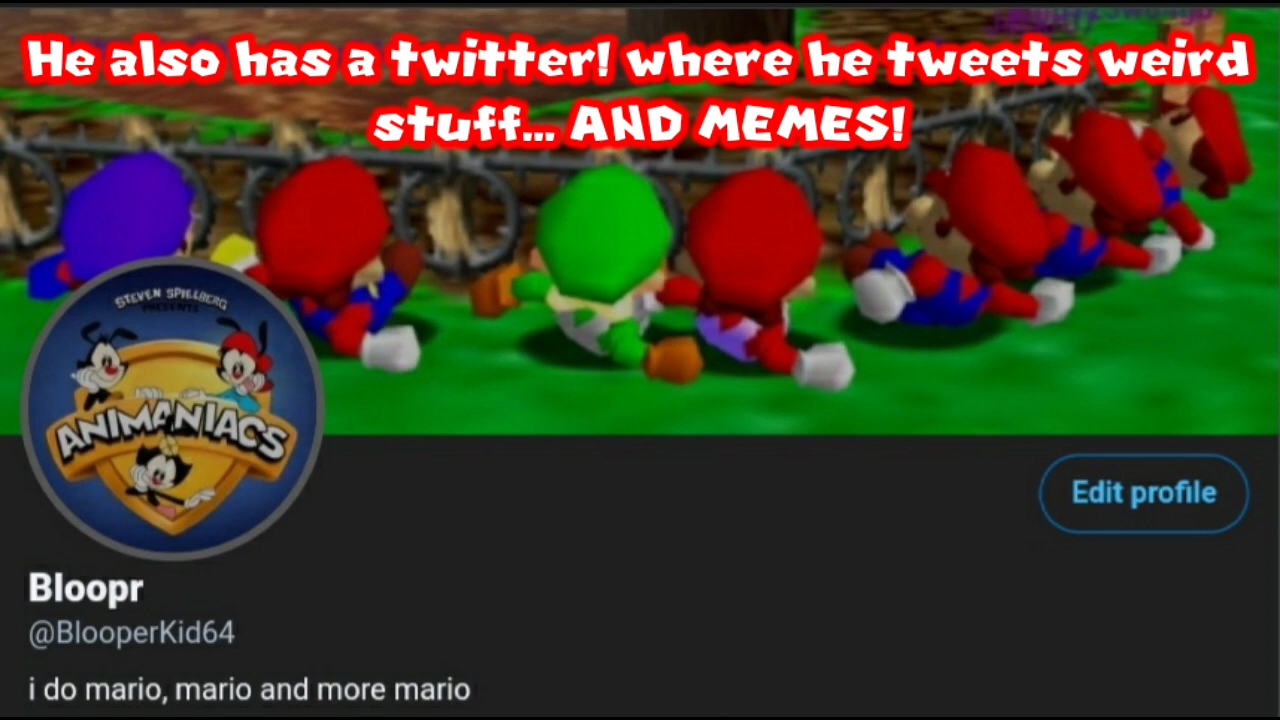 He also has a twitter! where he tweets weird
stuff... AND MEMES!
STEVEN SPIELBERG
PRESENTS
ANIMANIACS
Edit profile
Bloopr
@BlooperKid64
i do mario, mario and more mario